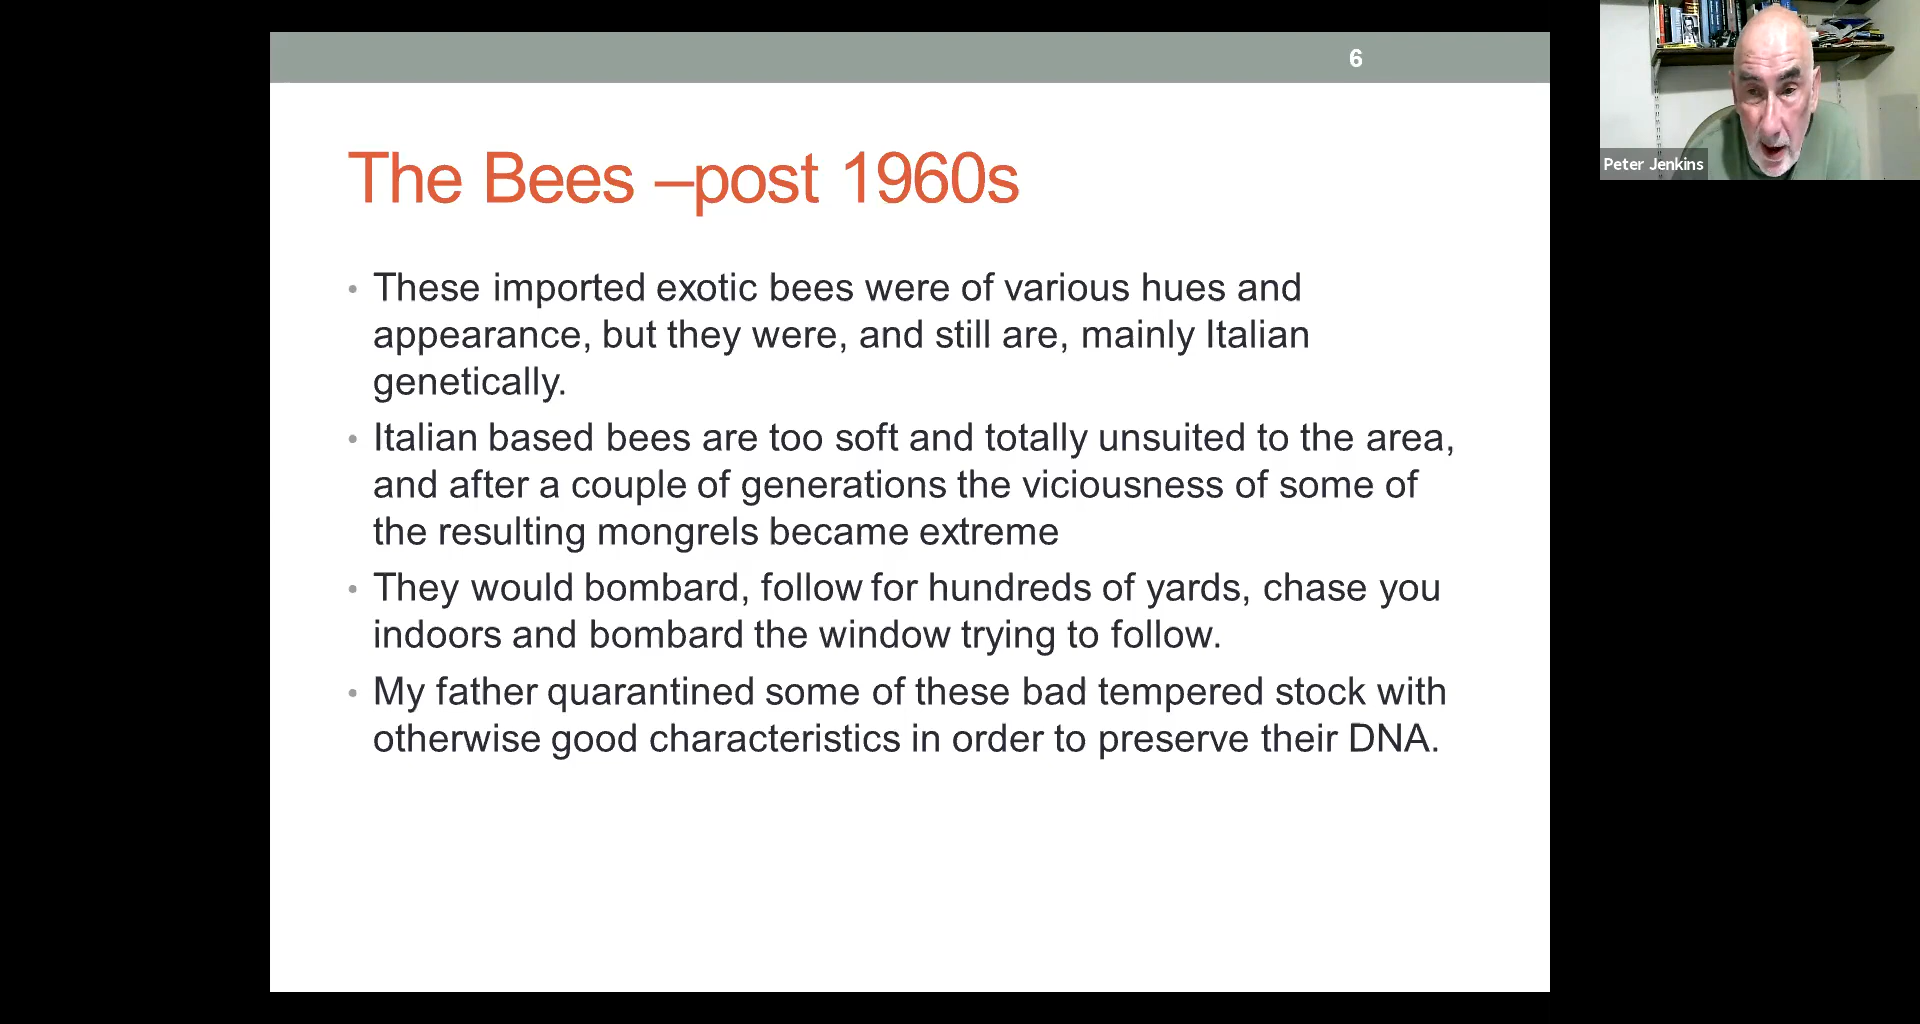 6
The Bees –post 1960s
• These imported exotic bees were of various hues and
appearance, but they were, and still are, mainly Italian
genetically.
• Italian based bees are too soft and totally unsuited to the area,
and after a couple of generations the viciousness of some of
the resulting mongrels became extreme
• They would bombard, follow for hundreds of yards, chase you
indoors and bombard the window trying to follow.
• My father quarantined some of these bad tempered stock with
otherwise good characteristics in order to preserve their DNA.
Peter Jenkins